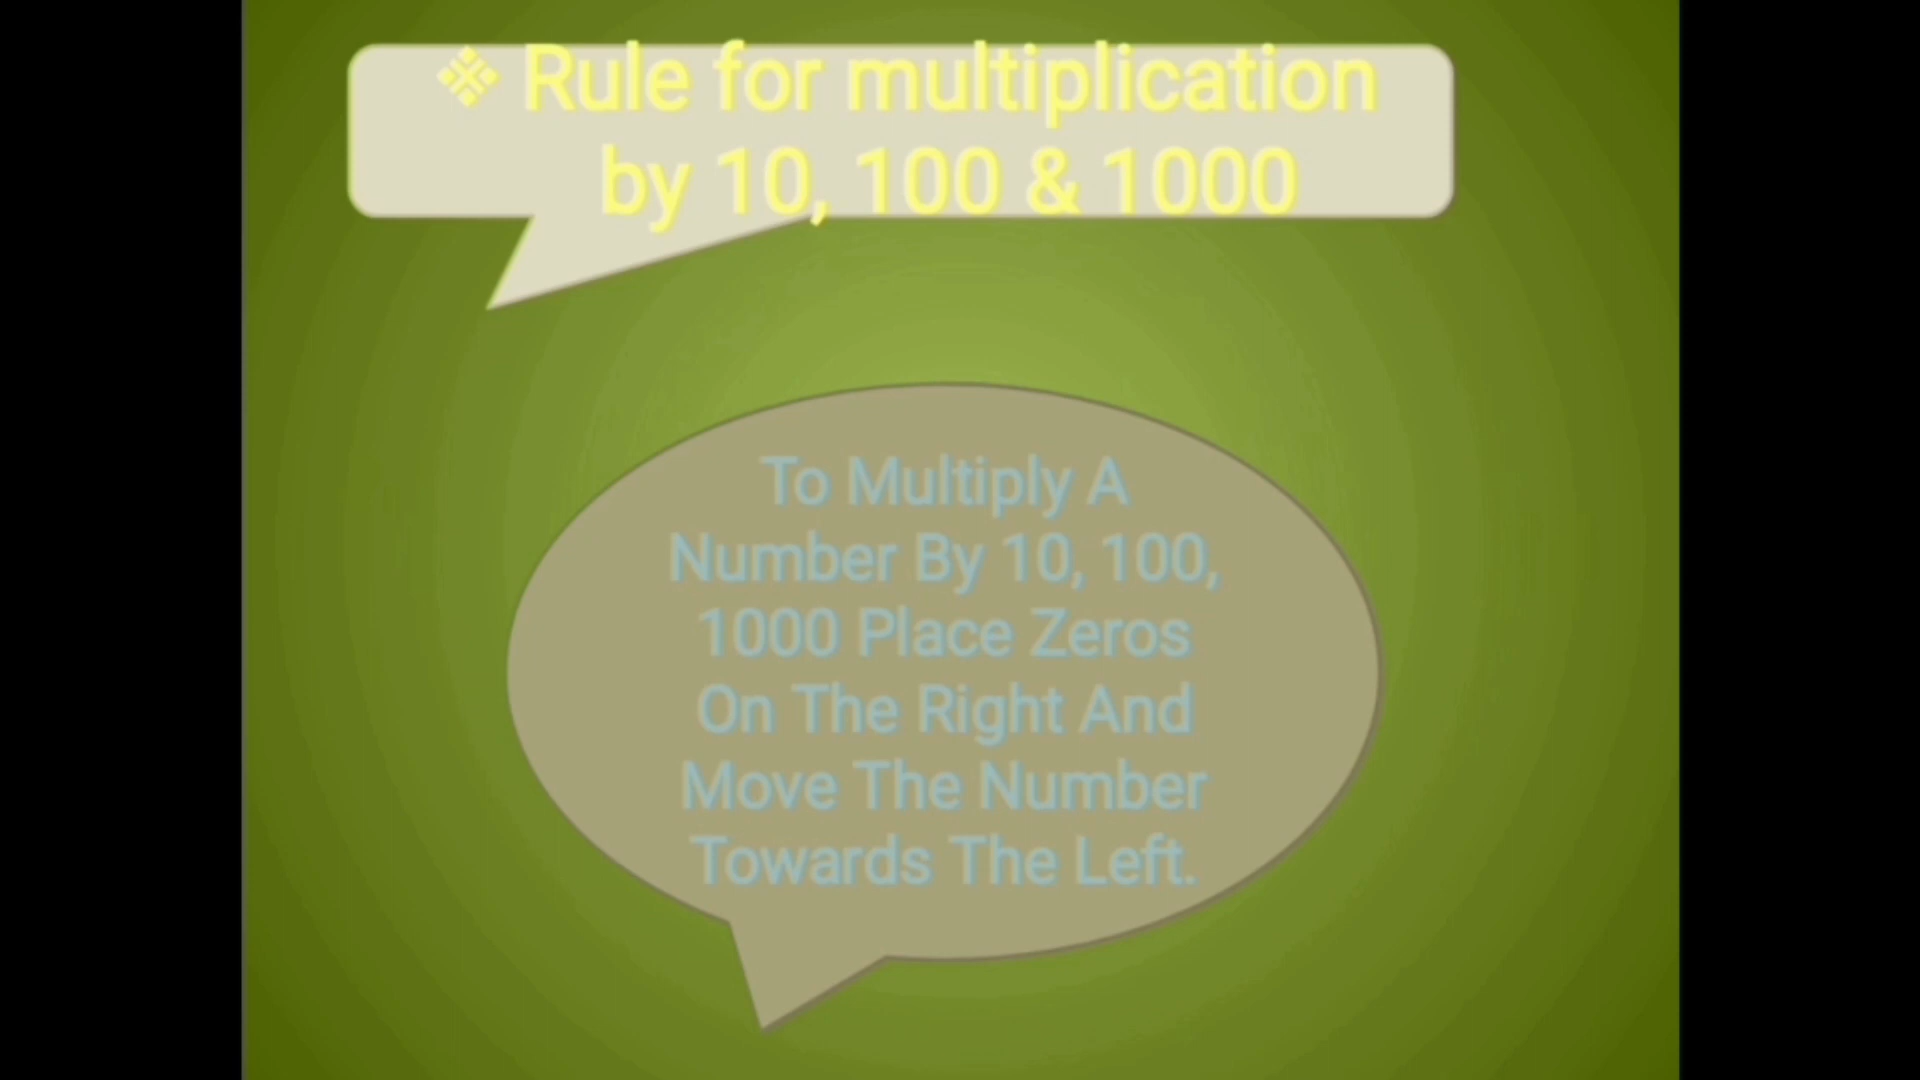 ❖ Rule for multiplication
by 10, 100 & 1000
To Multiply A
Number By 10, 100,
1000 Place Zeros
On The Right And
Move The Number
Towards The Left.